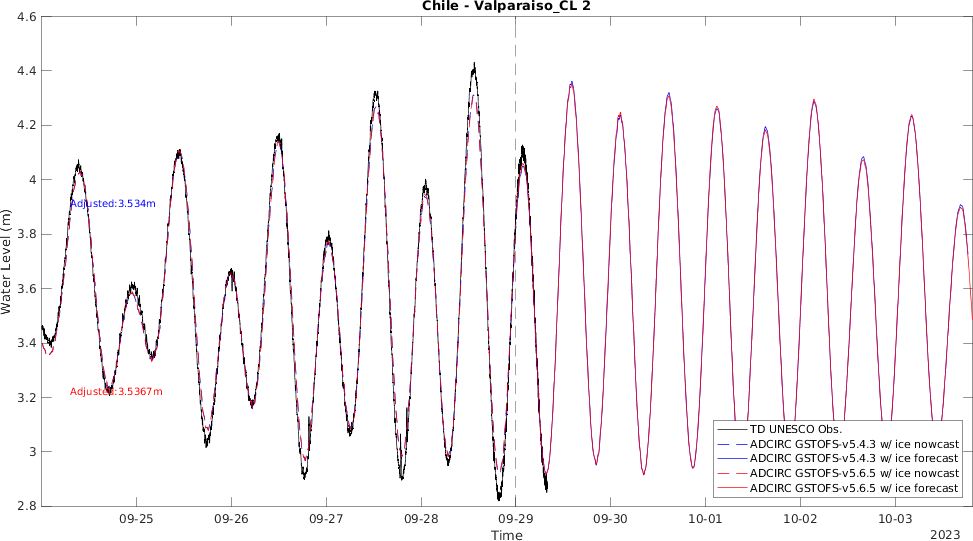 Chile - Valparaiso_CL 2
4.6
4.4
4.2
4
3.8
3.6
3.4
3.2
3
2.8
Water Level (m)
Adjusted:3.534m
Adjusted:3.5367m
TD UNESCO Obs.
ADCIRC GSTOFS-v5.4.3 w/ ice nowcast
ADCIRC GSTOFS-v5.4.3 w/ ice forecast
ADCIRC GSTOFS-v5.6.5 w/ ice nowcast
ADCIRC GSTOFS-v5.6.5 w/ ice forecast
09-25 09-26 09-27 09-28 09-29 09-30 10-01 10-02 10-03
Time
2023